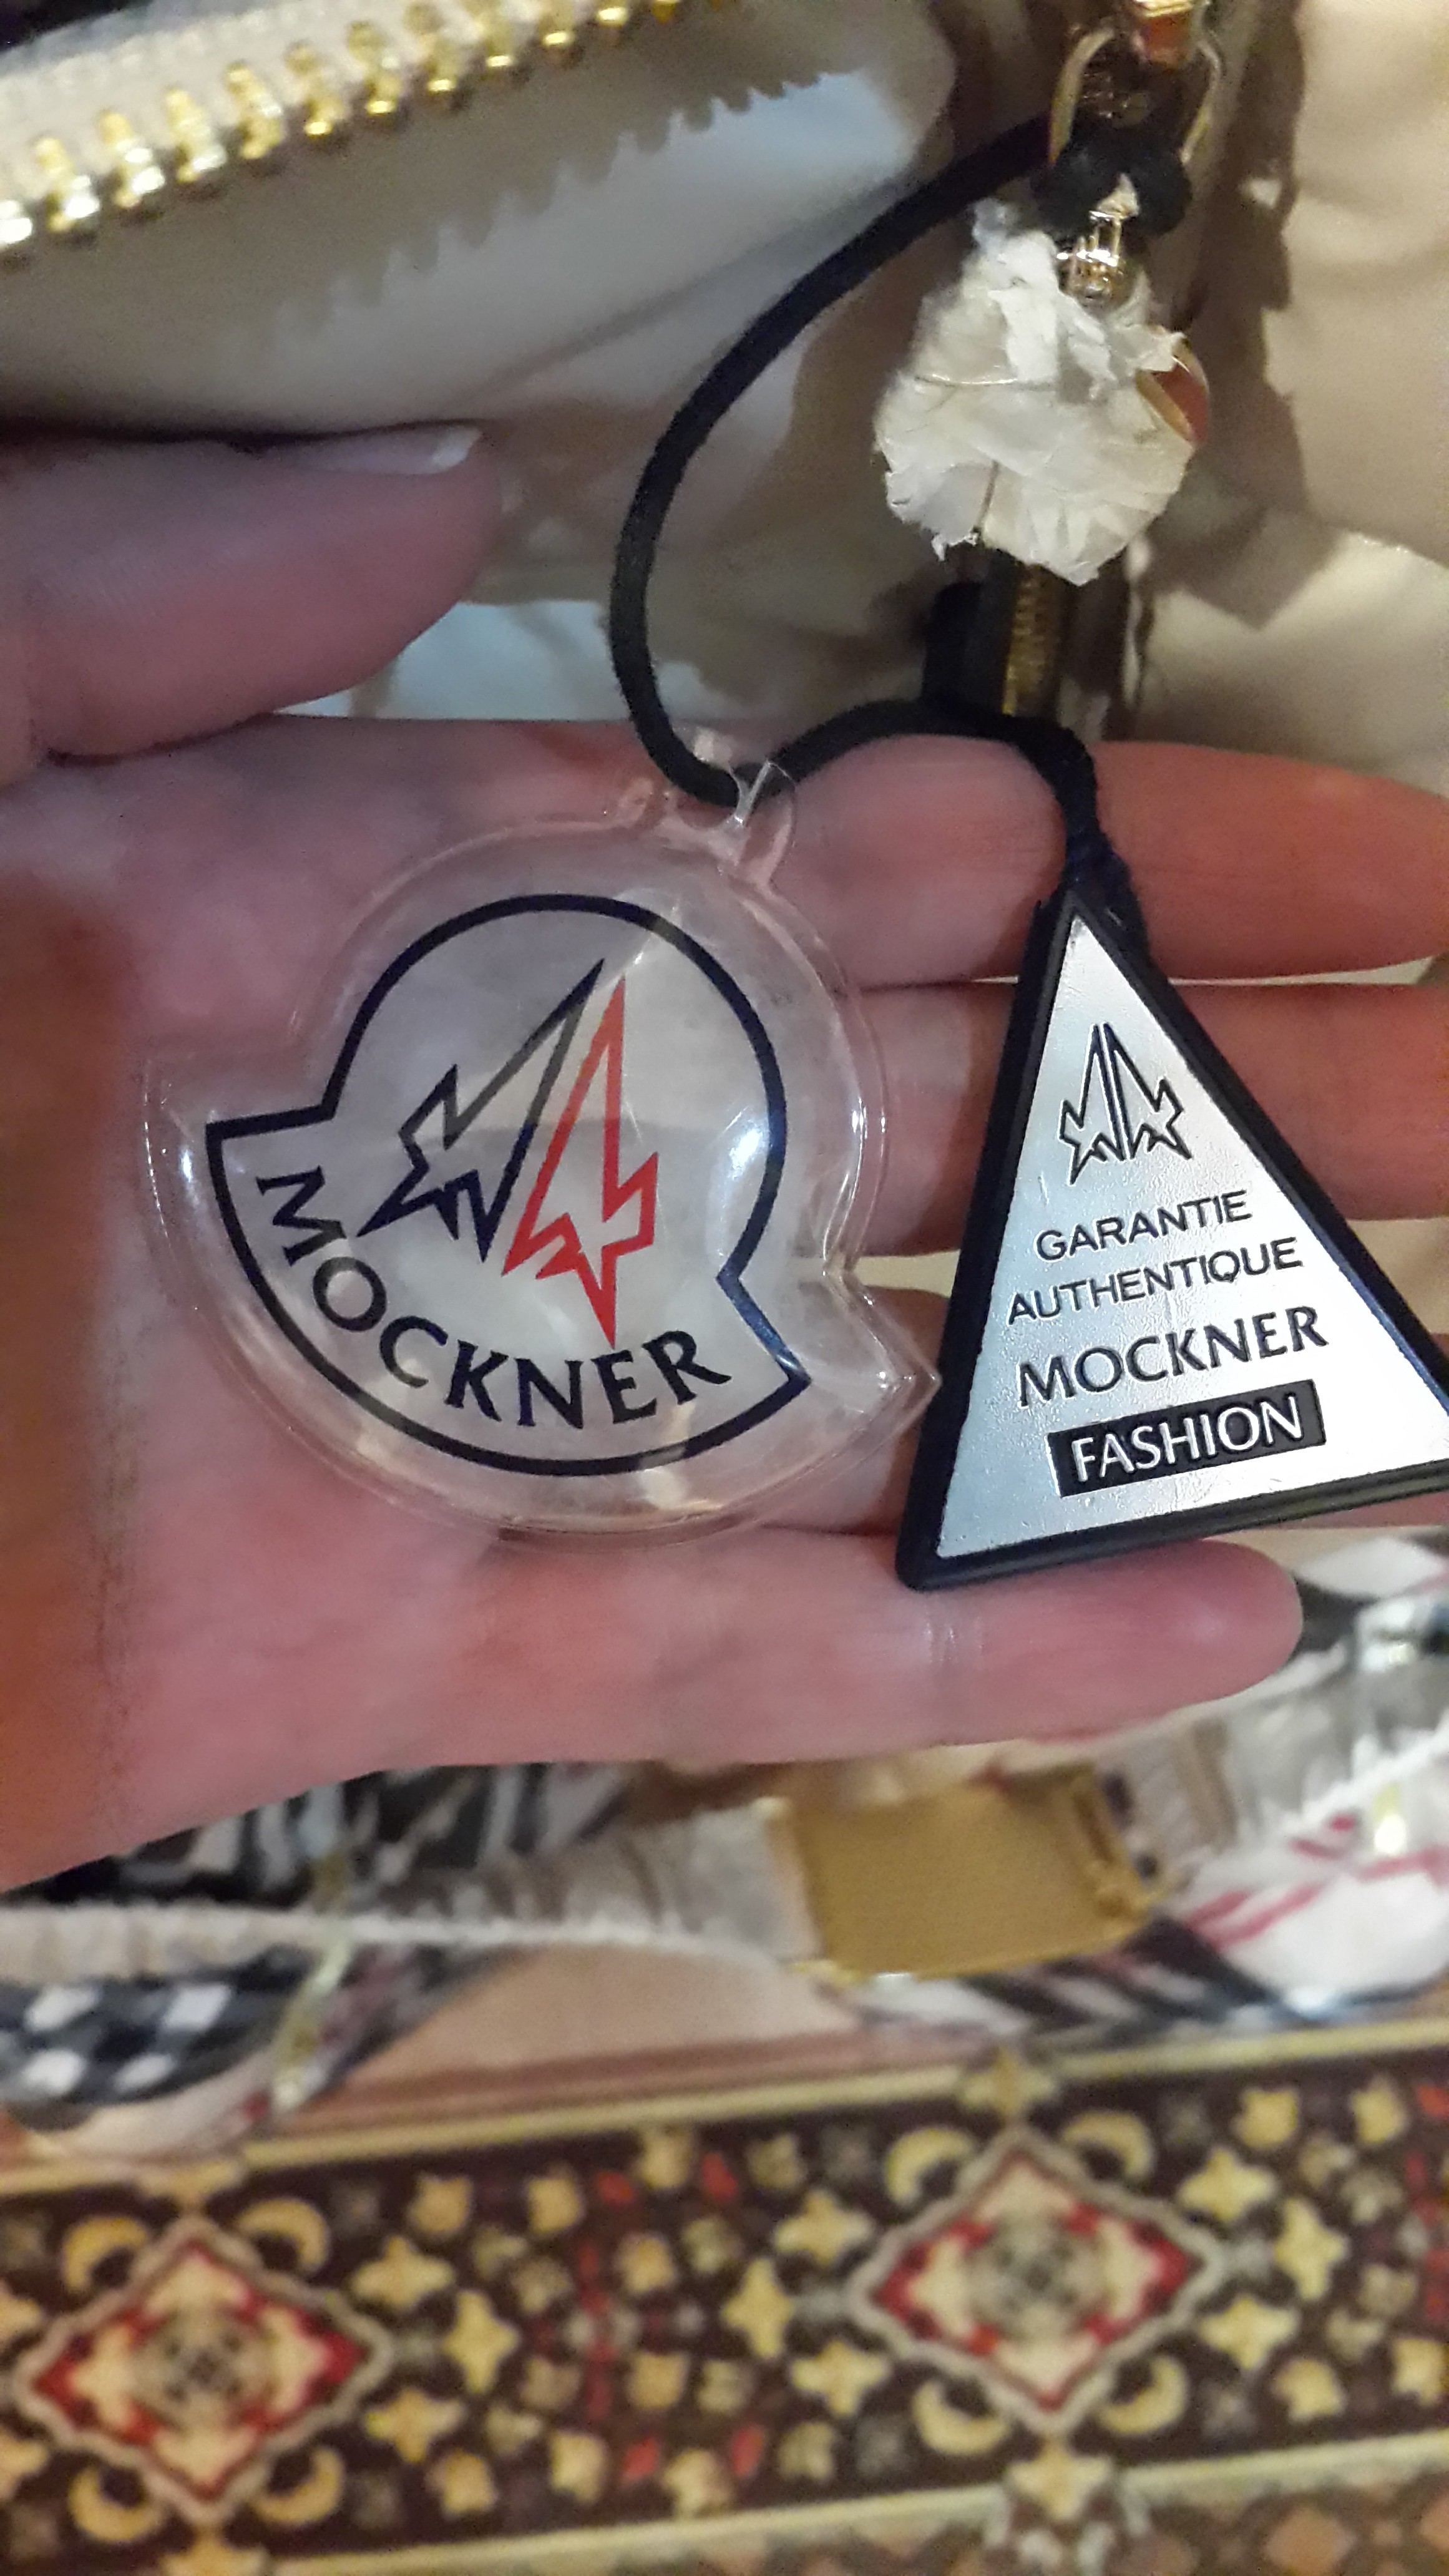 MOCKNER
GARANTIE
AUTHENTIQUE
MOCKNER
FASHION